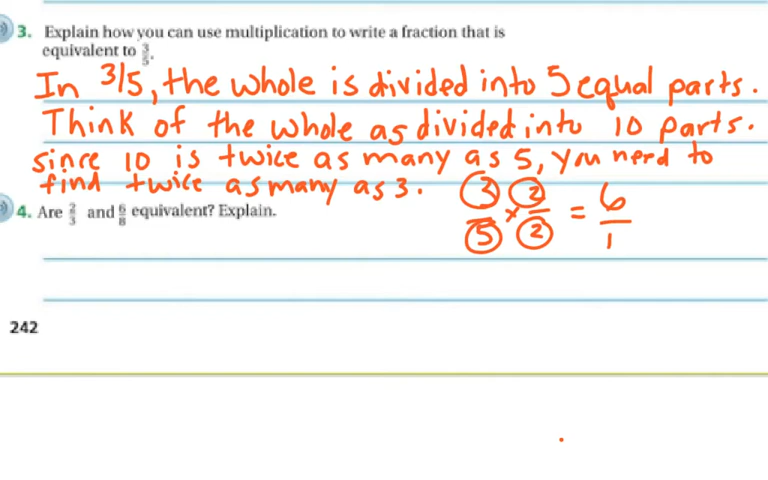 3. Explain how you can use multiplication to write a fraction that is
equivalent to 3/5.
In 3/5, the whole is divided into 5 equal parts.
Think of the whole as divided into 10 parts.
Since 10 is twice as many as 5, you need to
find twice as many as 3.
3/5 × 2/2 = 6/1
4. Are 2/3 and 6/8 equivalent? Explain.
242